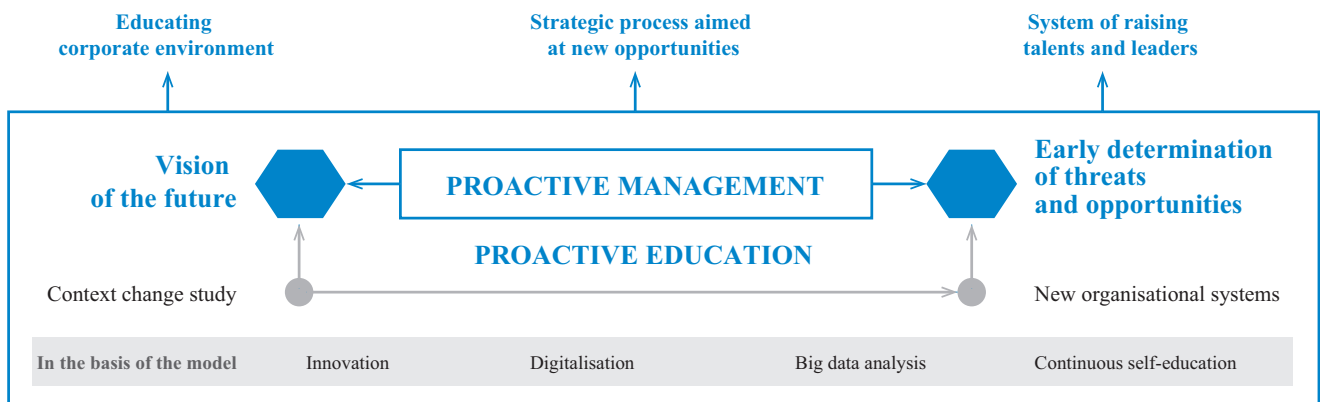 Educating
corporate environment
Strategic process aimed
at new opportunities
System of raising
talents and leaders
Vision
of the future
PROACTIVE MANAGEMENT
Early determination
of threats
and opportunities
PROACTIVE EDUCATION
Context change study
New organisational systems
In the basis of the model
Innovation
Digitalisation
Big data analysis
Continuous self-education